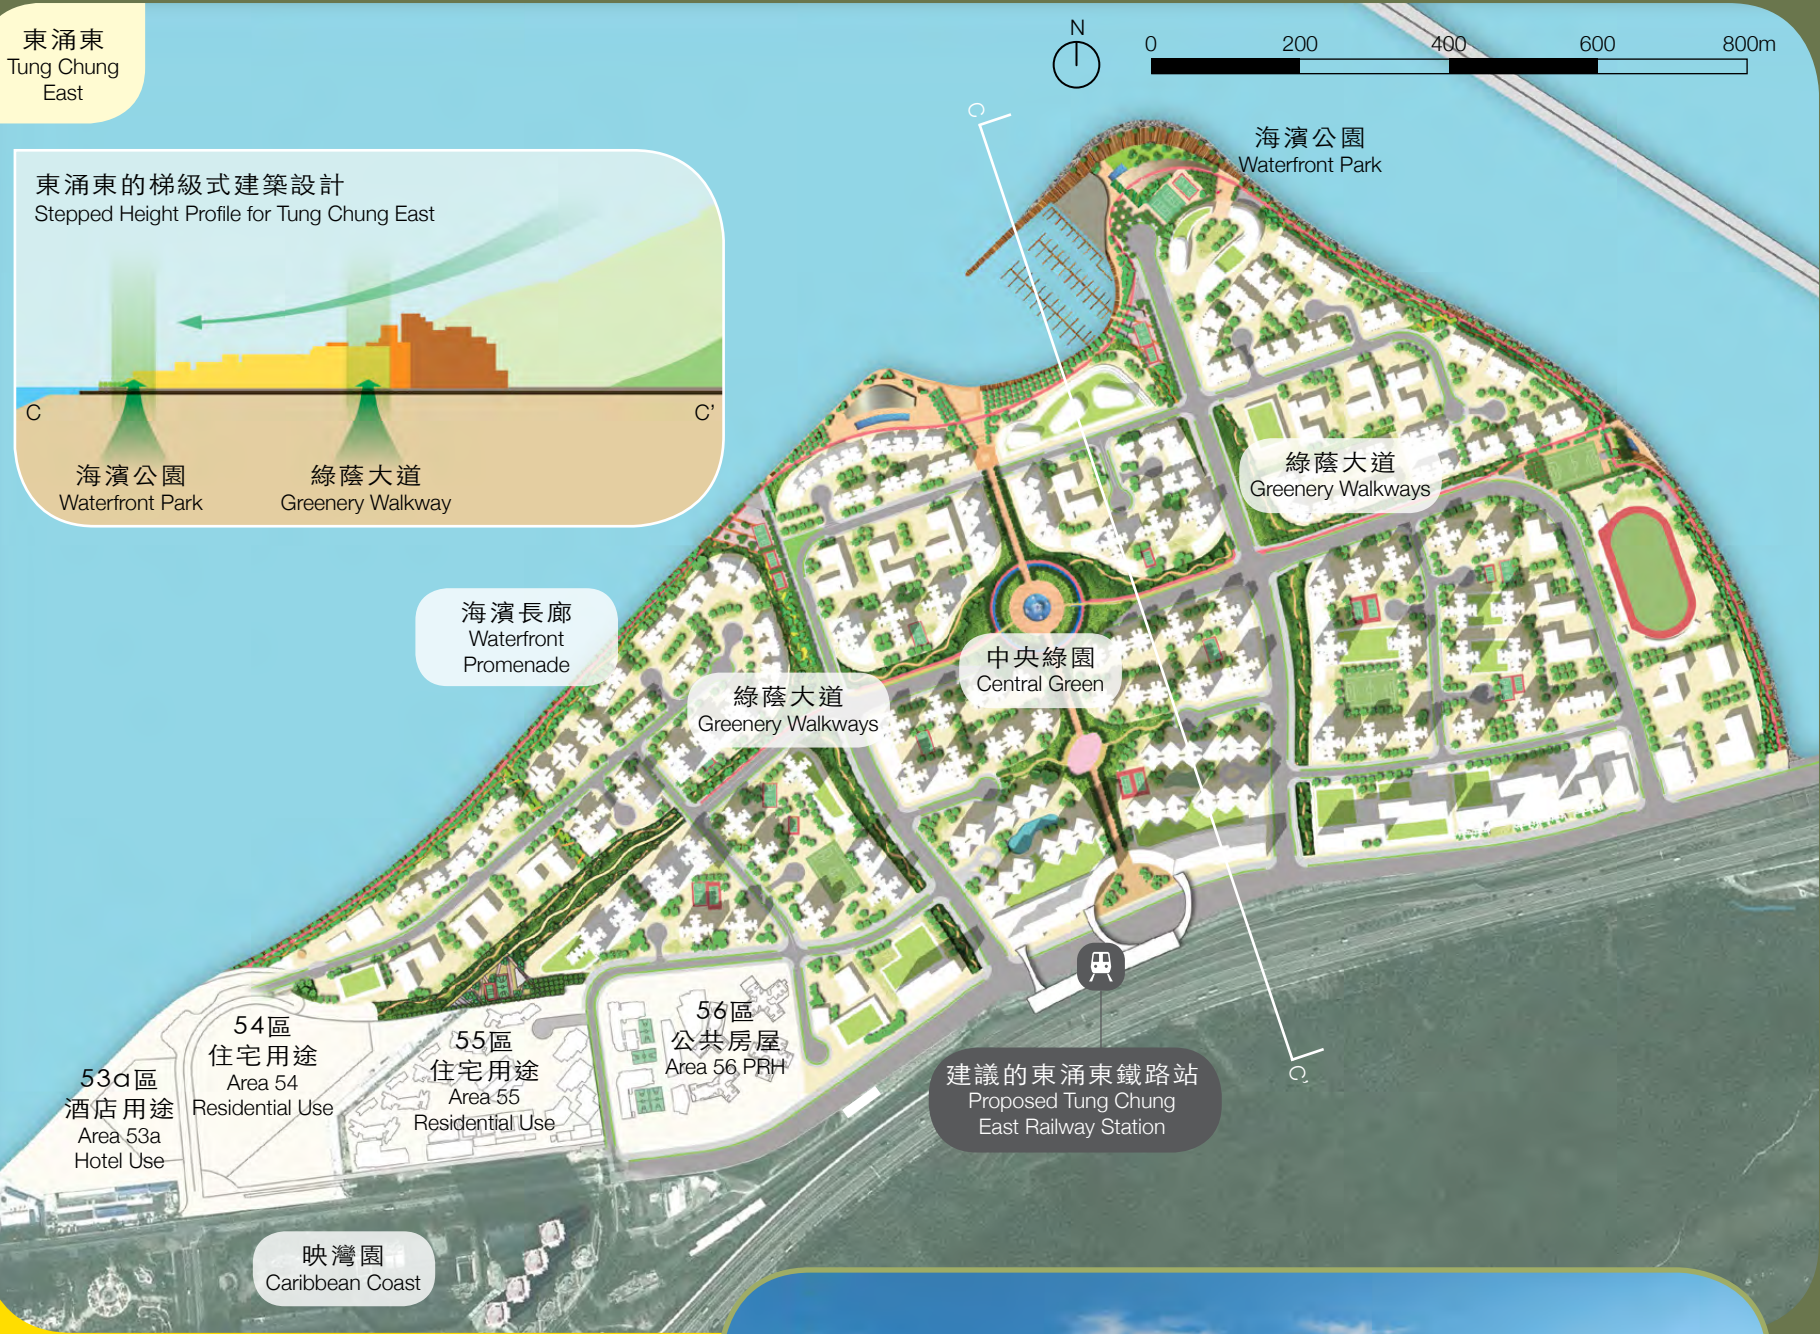 東涌東
Tung Chung
East
N
0 200 400 600 800m
東涌東的梯級式建築設計
Stepped Height Profile for Tung Chung East
C
C'
海濱公園
Waterfront Park
綠蔭大道
Greenery Walkway
C
海濱公園
Waterfront Park
綠蔭大道
Greenery Walkways
海濱長廊
Waterfront
Promenade
中央綠園
Central Green
綠蔭大道
Greenery Walkways
53a區
酒店用途
Area 53a
Hotel Use
54區
住宅用途
Area 54
Residential Use
55區
住宅用途
Area 55
Residential Use
56區
公共房屋
Area 56 PRH
建議的東涌東鐵路站
Proposed Tung Chung
East Railway Station
C'
映灣園
Caribbean Coast